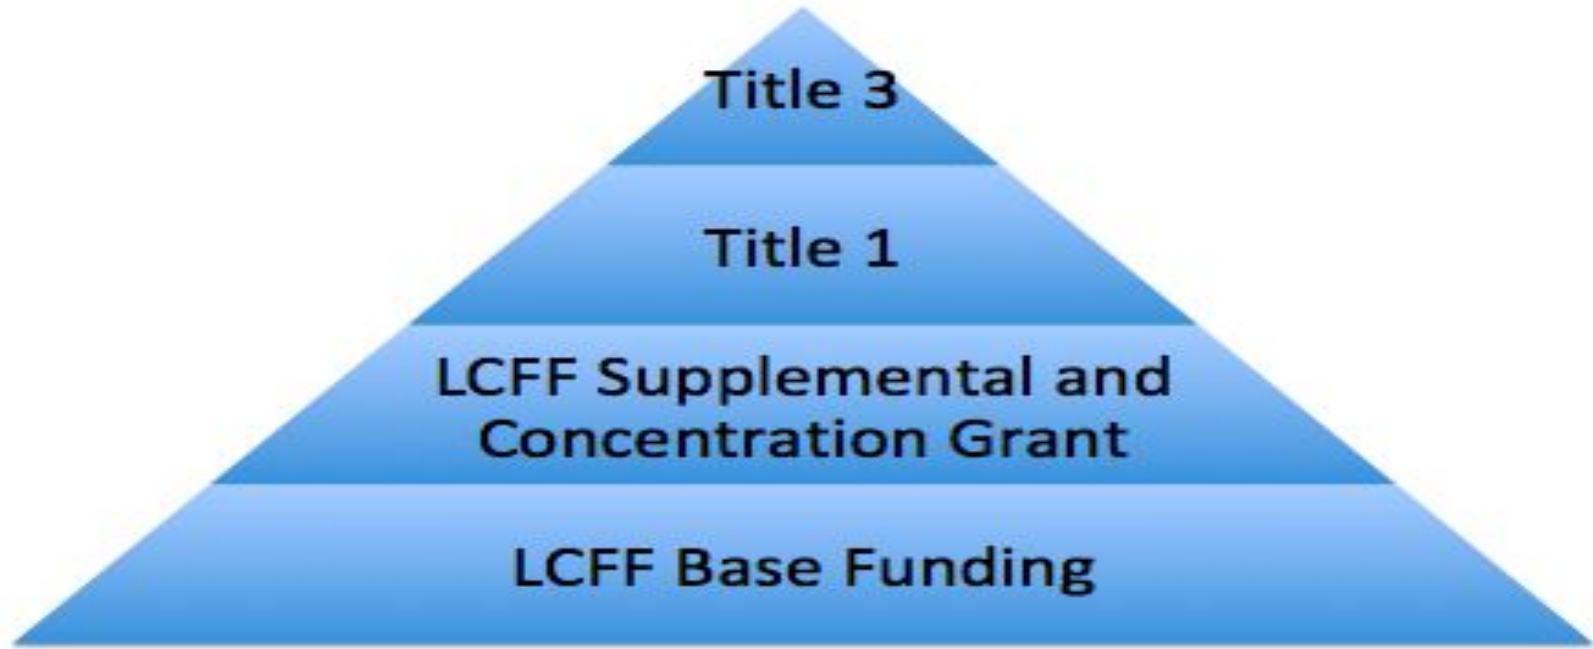 Title 3
Title 1
LCFF Supplemental and
Concentration Grant
LCFF Base Funding